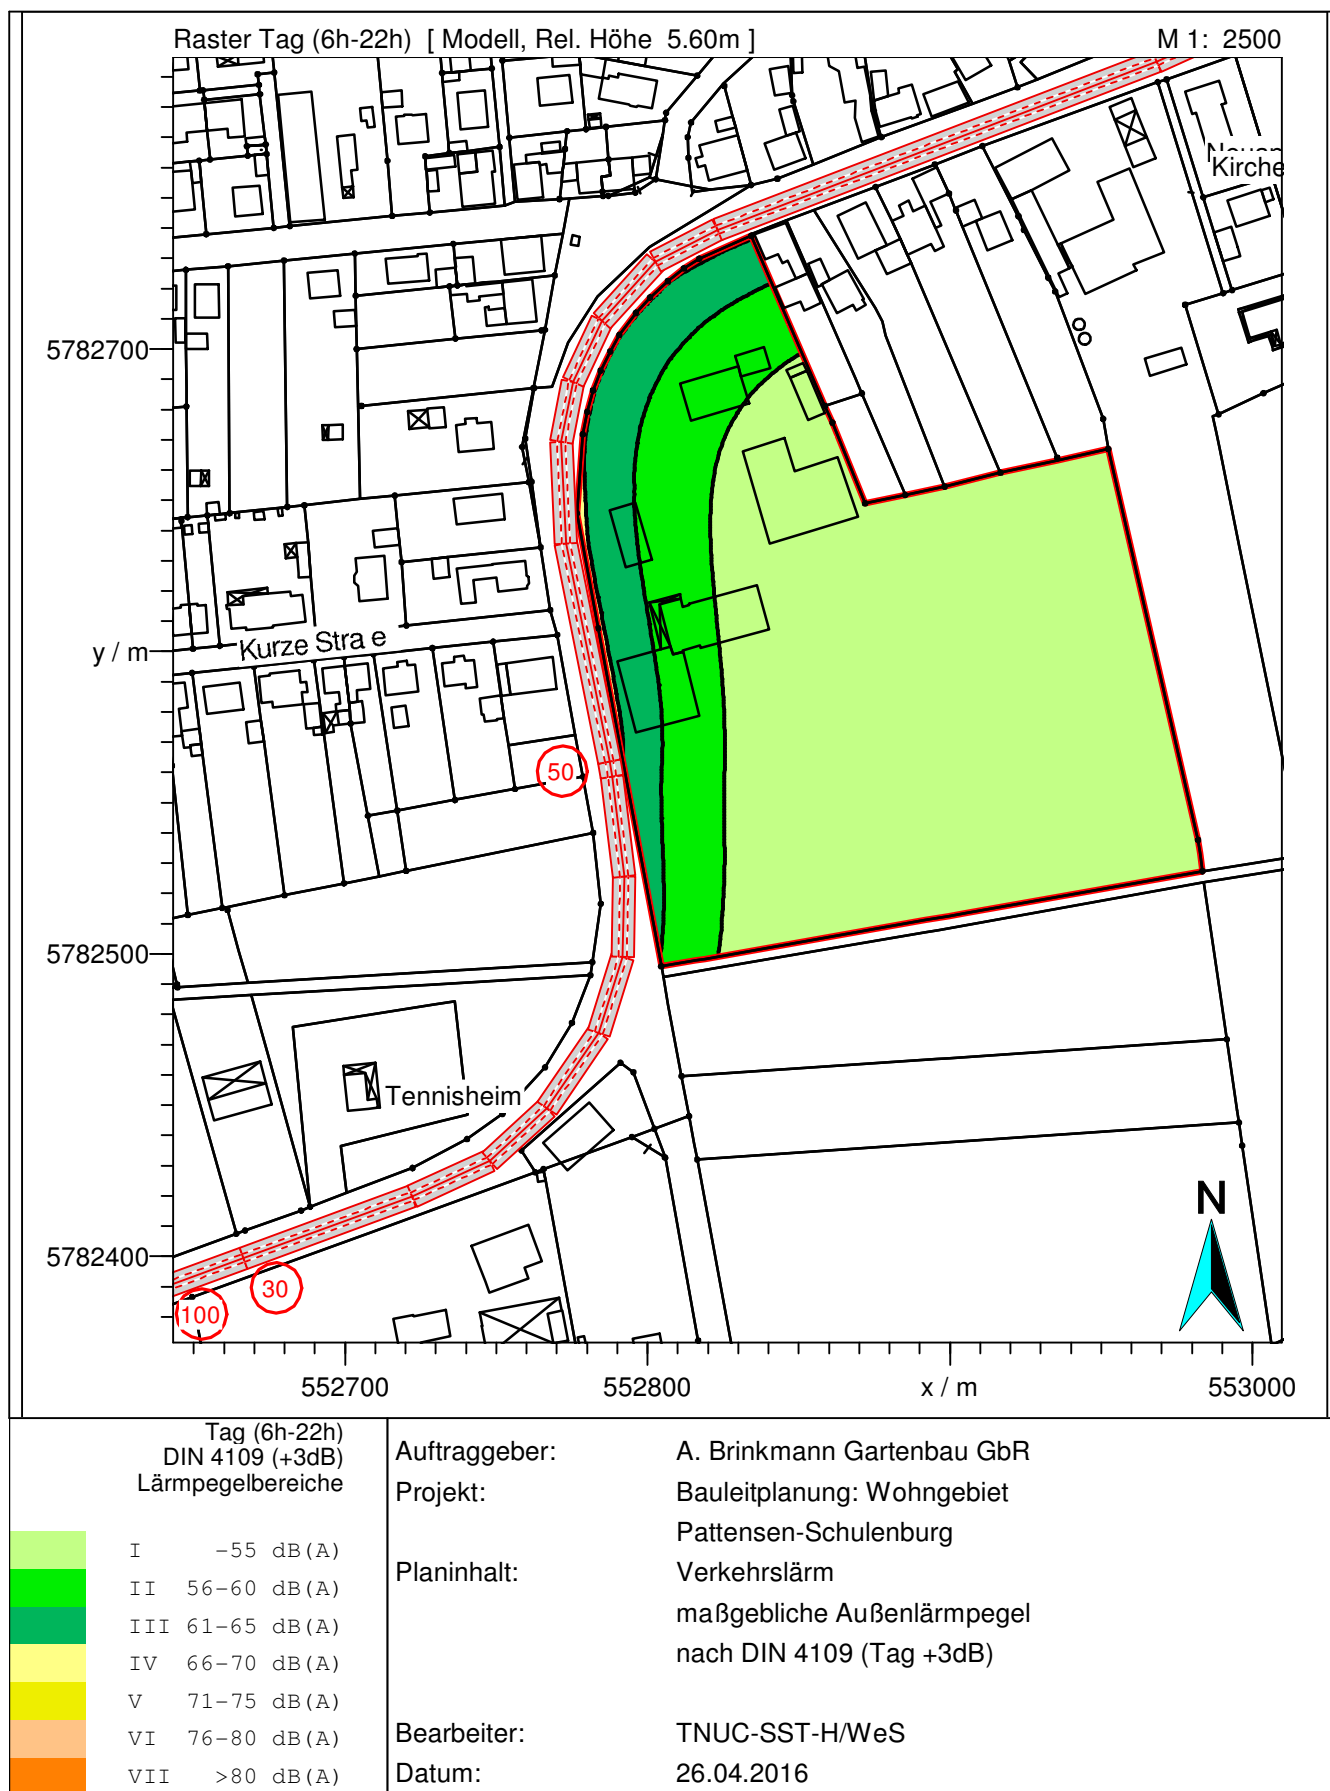 Raster Tag (6h-22h) [ Modell, Rel. Höhe 5.60m ]
M 1: 2500
Kirche
5782700
y / m
Kurze Stra e
50
5782500
Tennisheim
N
5782400
30
100
552700
552800
x / m
553000
Tag (6h-22h)
DIN 4109 (+3dB)
Lärmpegelbereiche
I -55 dB(A)
II 56-60 dB(A)
III 61-65 dB(A)
IV 66-70 dB(A)
V 71-75 dB(A)
VI 76-80 dB(A)
VII >80 dB(A)
Auftraggeber: A. Brinkmann Gartenbau GbR
Projekt: Bauleitplanung: Wohngebiet
Pattensen-Schulenburg
Planinhalt: Verkehrslärm
maßgebliche Außenlärmpegel
nach DIN 4109 (Tag +3dB)
Bearbeiter: TNUC-SST-H/WeS
Datum: 26.04.2016